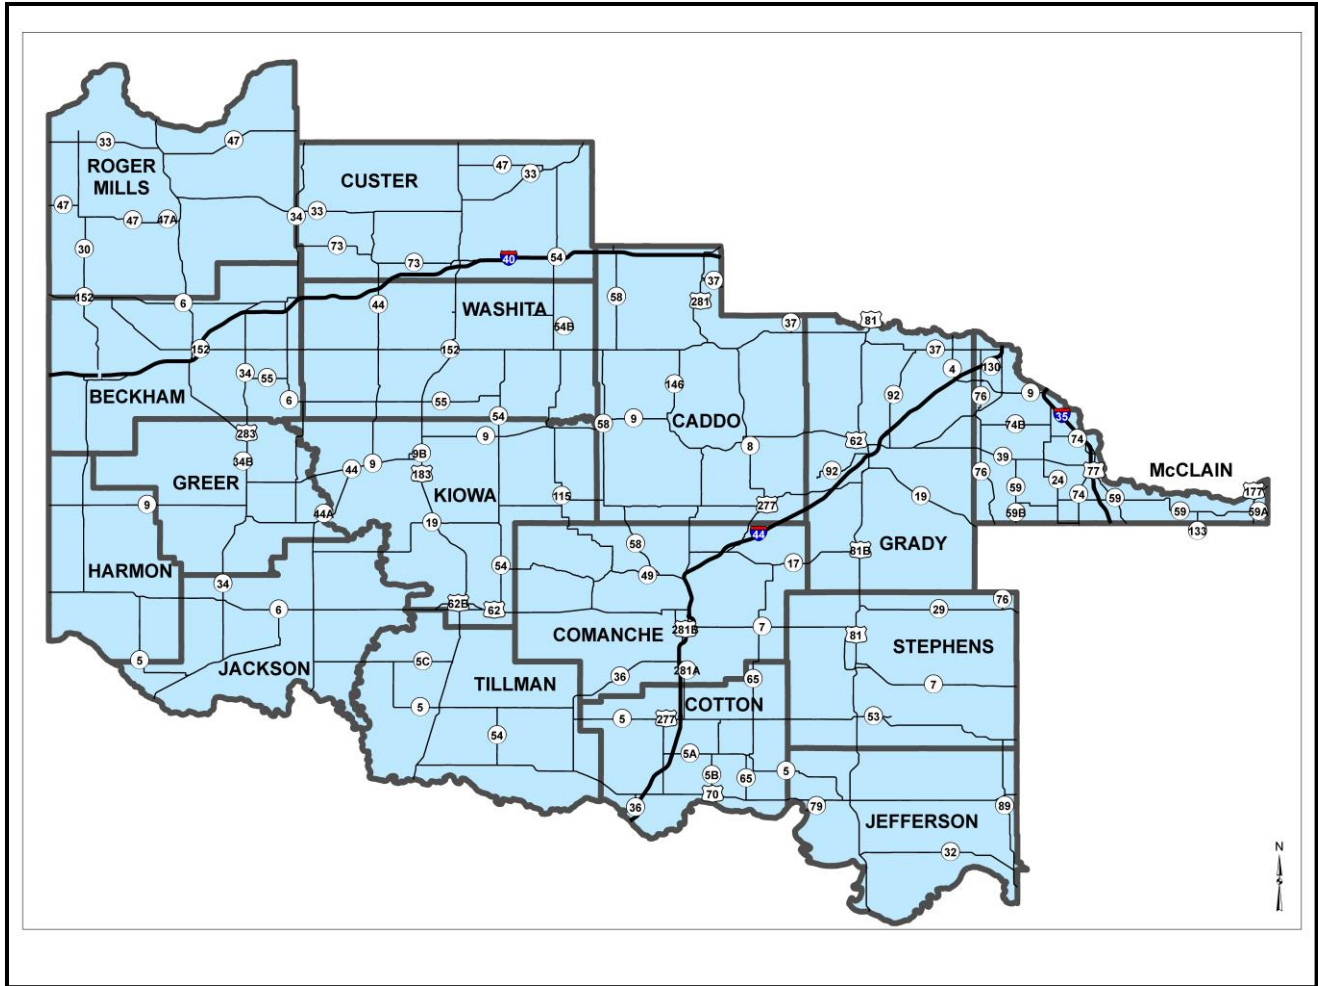 33
47
ROGER
MILLS
47
33
CUSTER
47
47
47A
34
33
30
73
73
40
54
37
152
6
44
58
281
WASHITA
54B
37
81
152
152
37
34
55
4
130
146
6
55
92
76
9
BECKHAM
54
58
9
CADDO
35
74B
283
9
62
74
8
34B
9B
44
9
183
92
39
77
McCLAIN
GREER
KIOWA
76
59
24
74
59
177
9
115
277
19
44A
59B
59
59A
19
44
133
58
81B
GRADY
HARMON
54
49
17
34
6
62B
62
29
76
COMANCHE
281B
7
81
STEPHENS
5
JACKSON
5C
36
281A
65
TILLMAN
7
5
5
277
COTTON
53
54
5A
5B
65
5
36
70
79
89
JEFFERSON
32
N